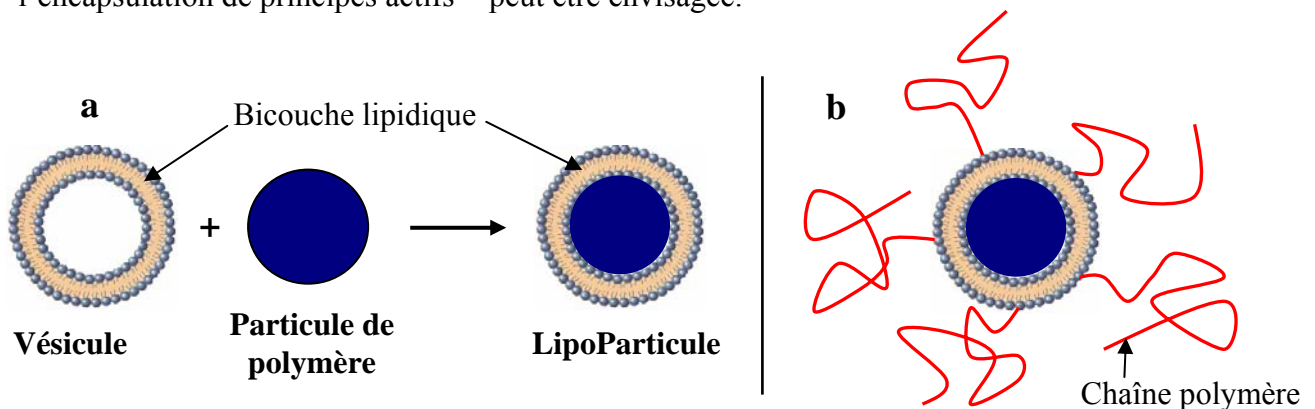 l'encapsulation de principes actifs peut être envisagée.
a
Bicouche lipidique
b
+
Vésicule
Particule de
polymère
LipoParticule
Chaîne polymère